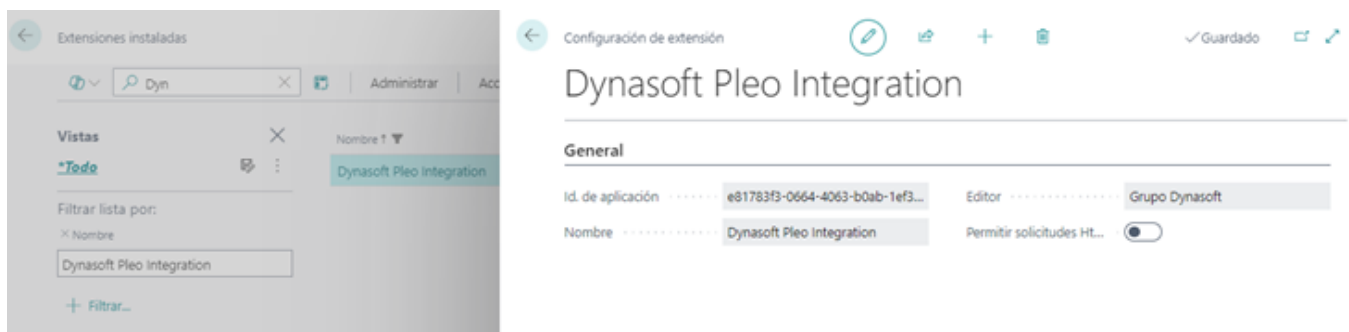 Extensiones instaladas
Dyn
Administrar
Acc
Vistas
*Todo
Filtrar lista por:
× Nombre
Dynasoft Pleo Integration
+ Filtrar...
Nombre ↑
Dynasoft Pleo Integration
Configuración de extensión
✓ Guardado
Dynasoft Pleo Integration
General
Id. de aplicación e81783f3-0664-4063-b0ab-1ef3...
Editor Grupo Dynasoft
Nombre Dynasoft Pleo Integration
Permitir solicitudes Ht...